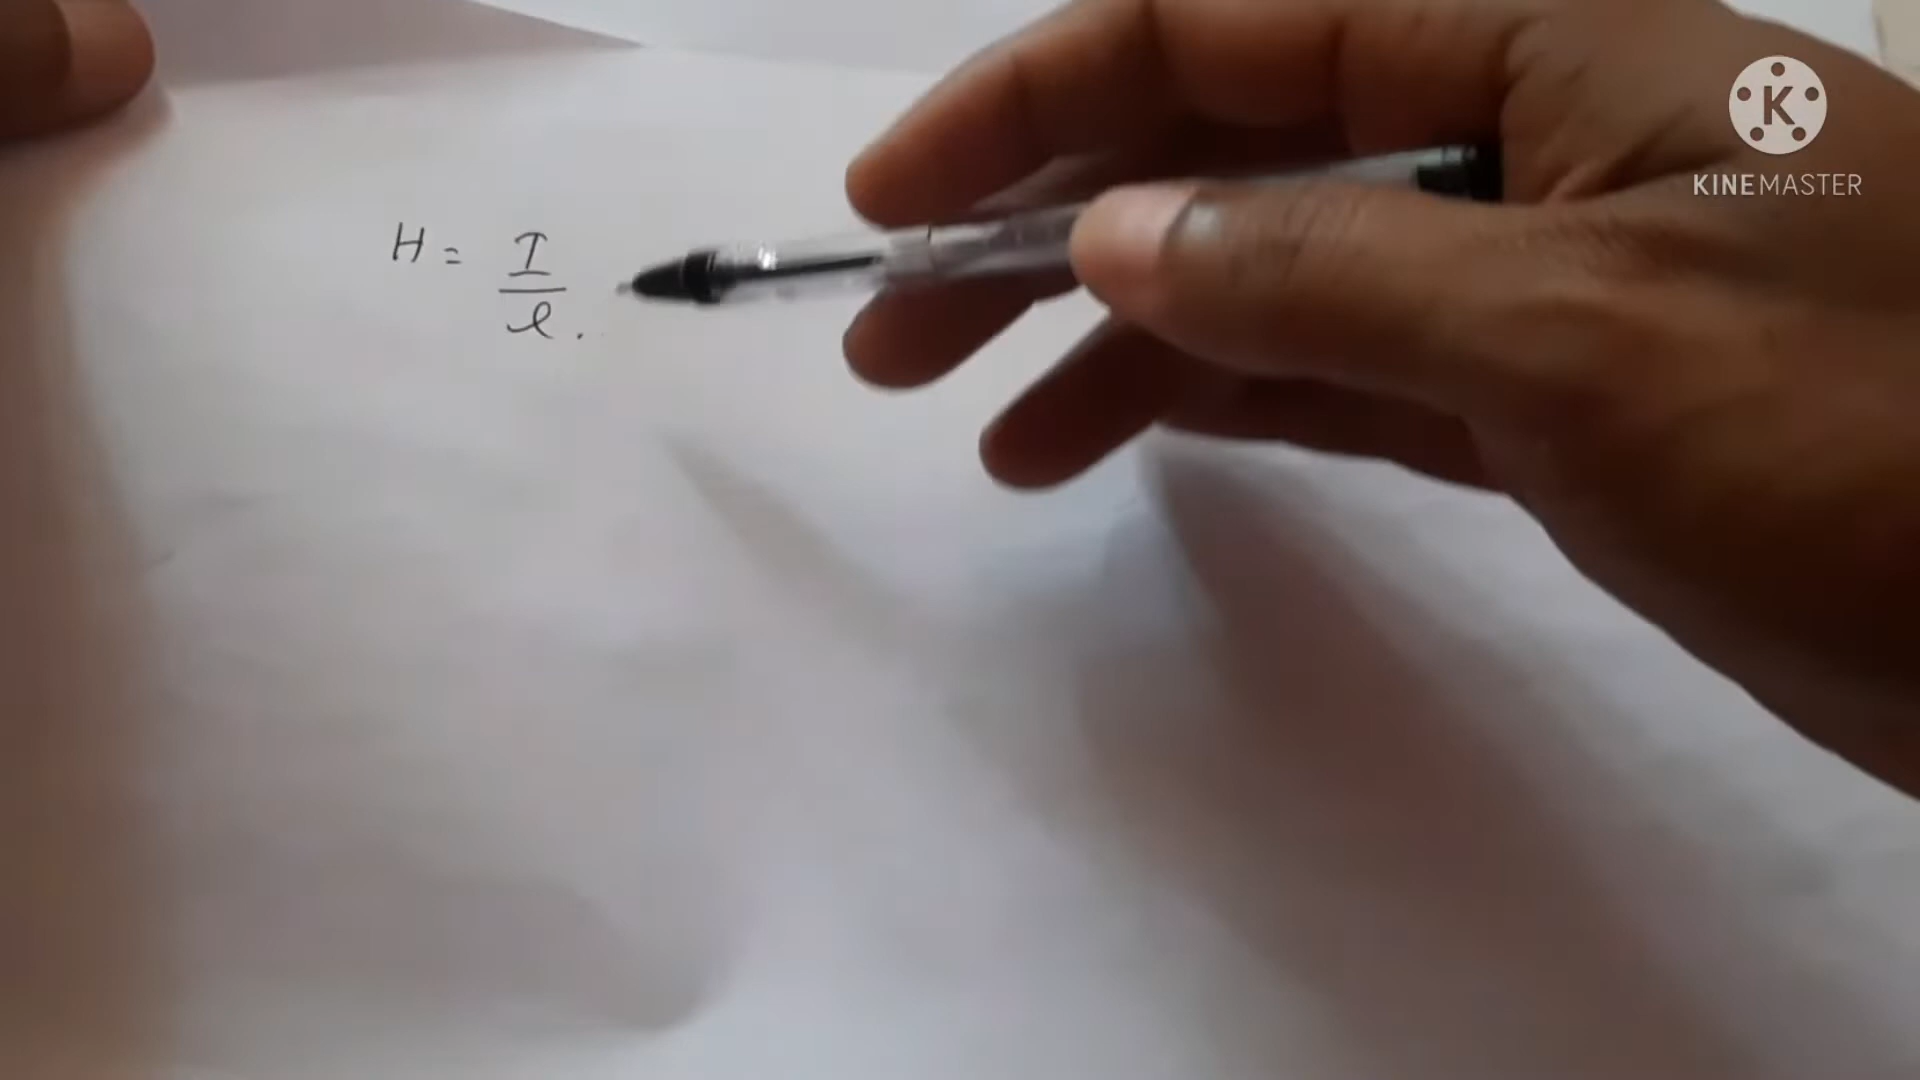 H = I/l.
K
KINEMASTER